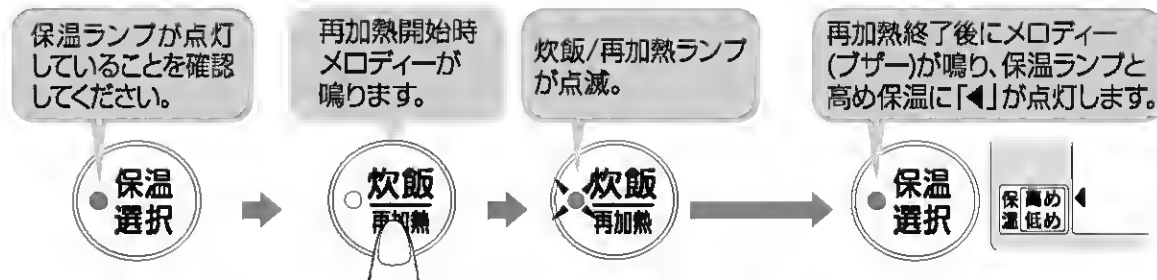 保温ランプが点灯
していることを確認
してください。
再加熱開始時
メロディーが
鳴ります。
炊飯/再加熱ランプ
が点滅。
再加熱終了後にメロディー
(ブザー)が鳴り、保温ランプと
高め保温に「◀」が点灯します。
保温
選択
炊飯
再加熱
炊飯
再加熱
保温
選択
保温
高め ◀
低め